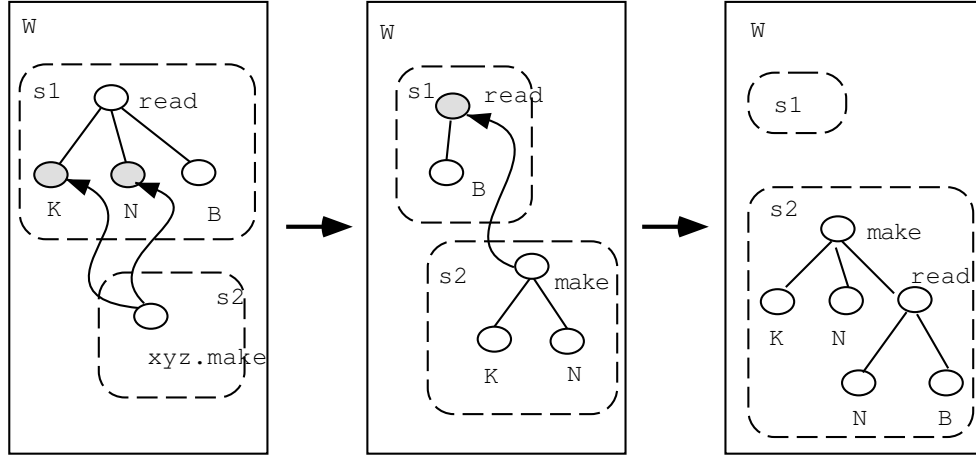 W
s1
read
K N B
s2
xyz.make
W
s1 read
B
s2
make
K N
W
s1
s2
make
read
K N
N B